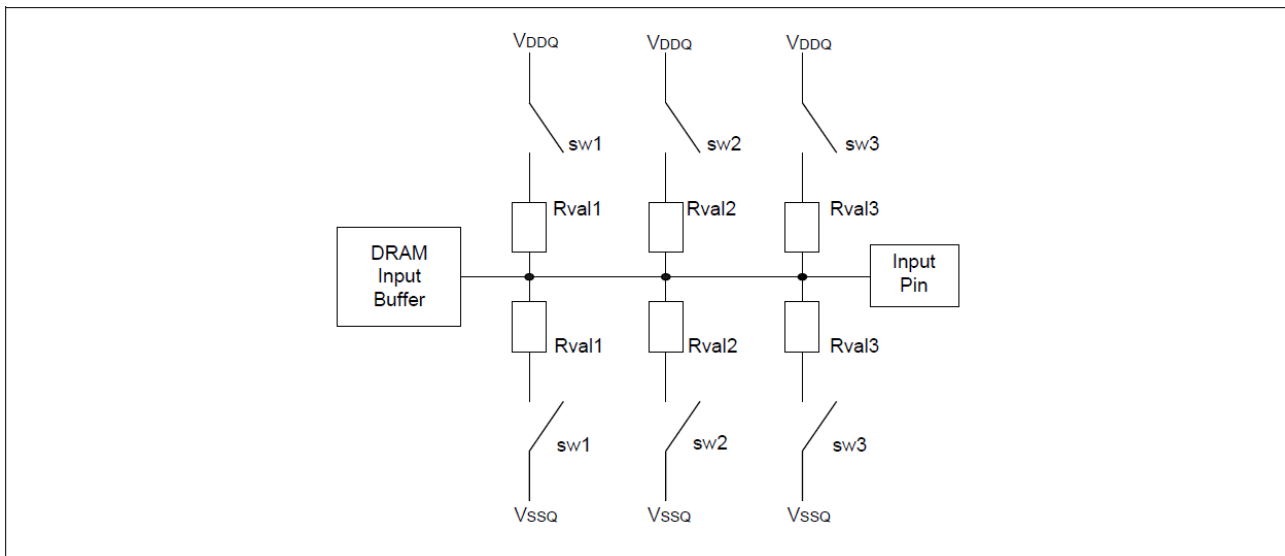 VDDQ VDDQ VDDQ
sw1 sw2 sw3
Rval1 Rval2 Rval3
DRAM
Input
Buffer
Input
Pin
Rval1 Rval2 Rval3
sw1 sw2 sw3
VSSQ VSSQ VSSQ